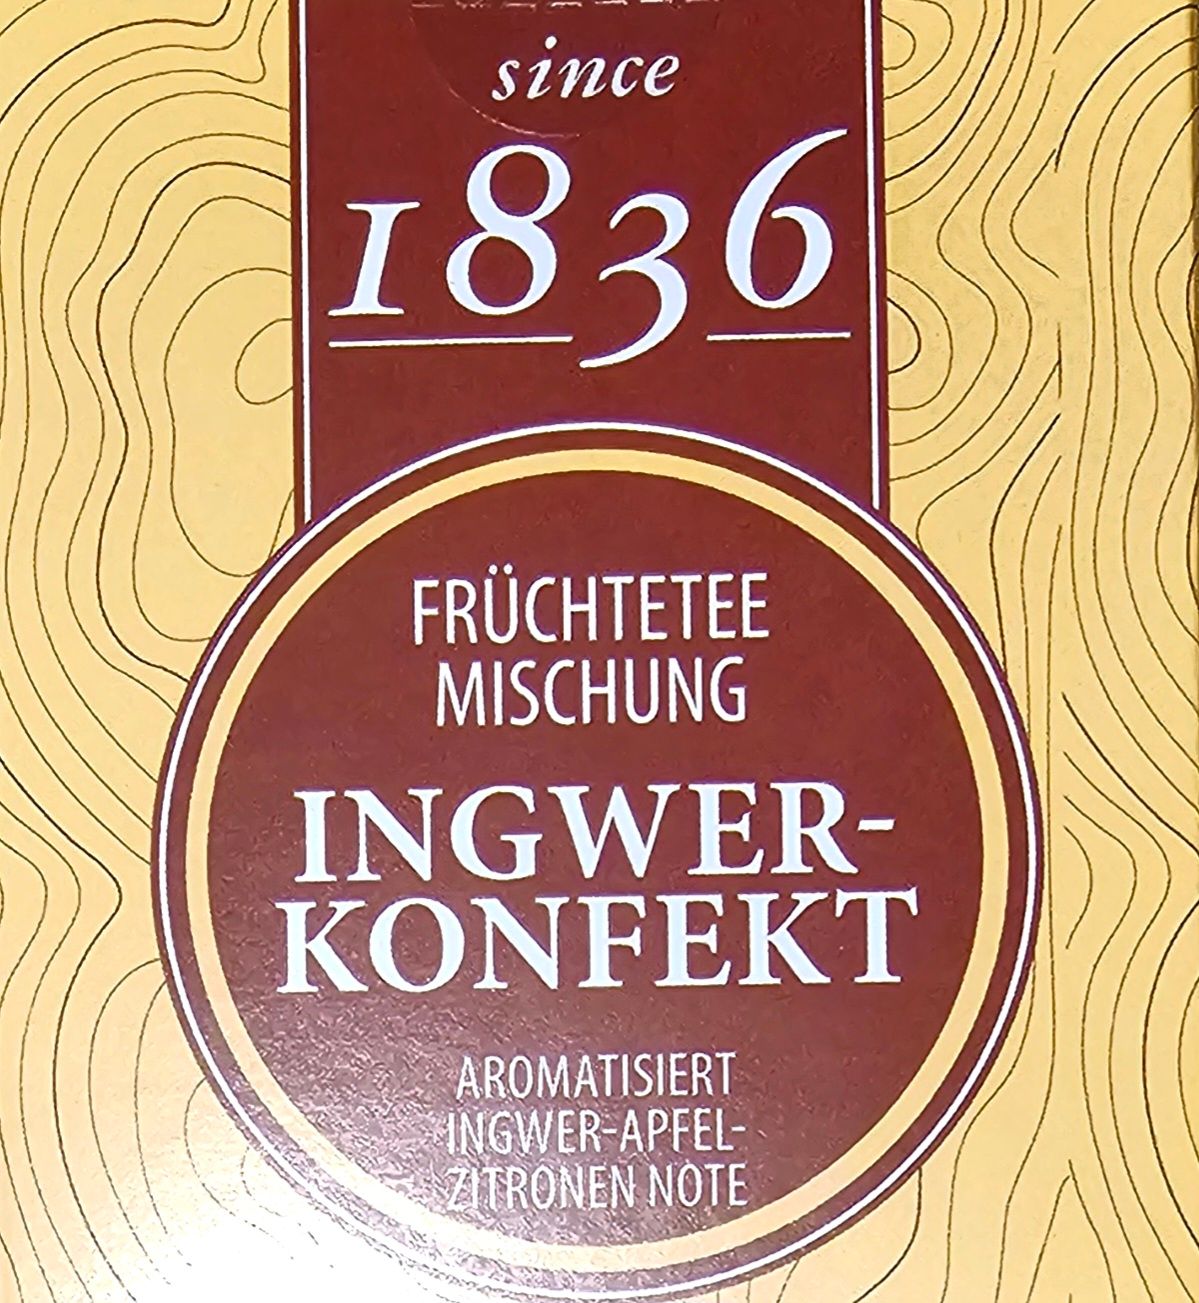 since
1836
FRÜCHTETEE
MISCHUNG
INGWER-
KONFEKT
AROMATISIERT
INGWER-APFEL-
ZITRONEN NOTE